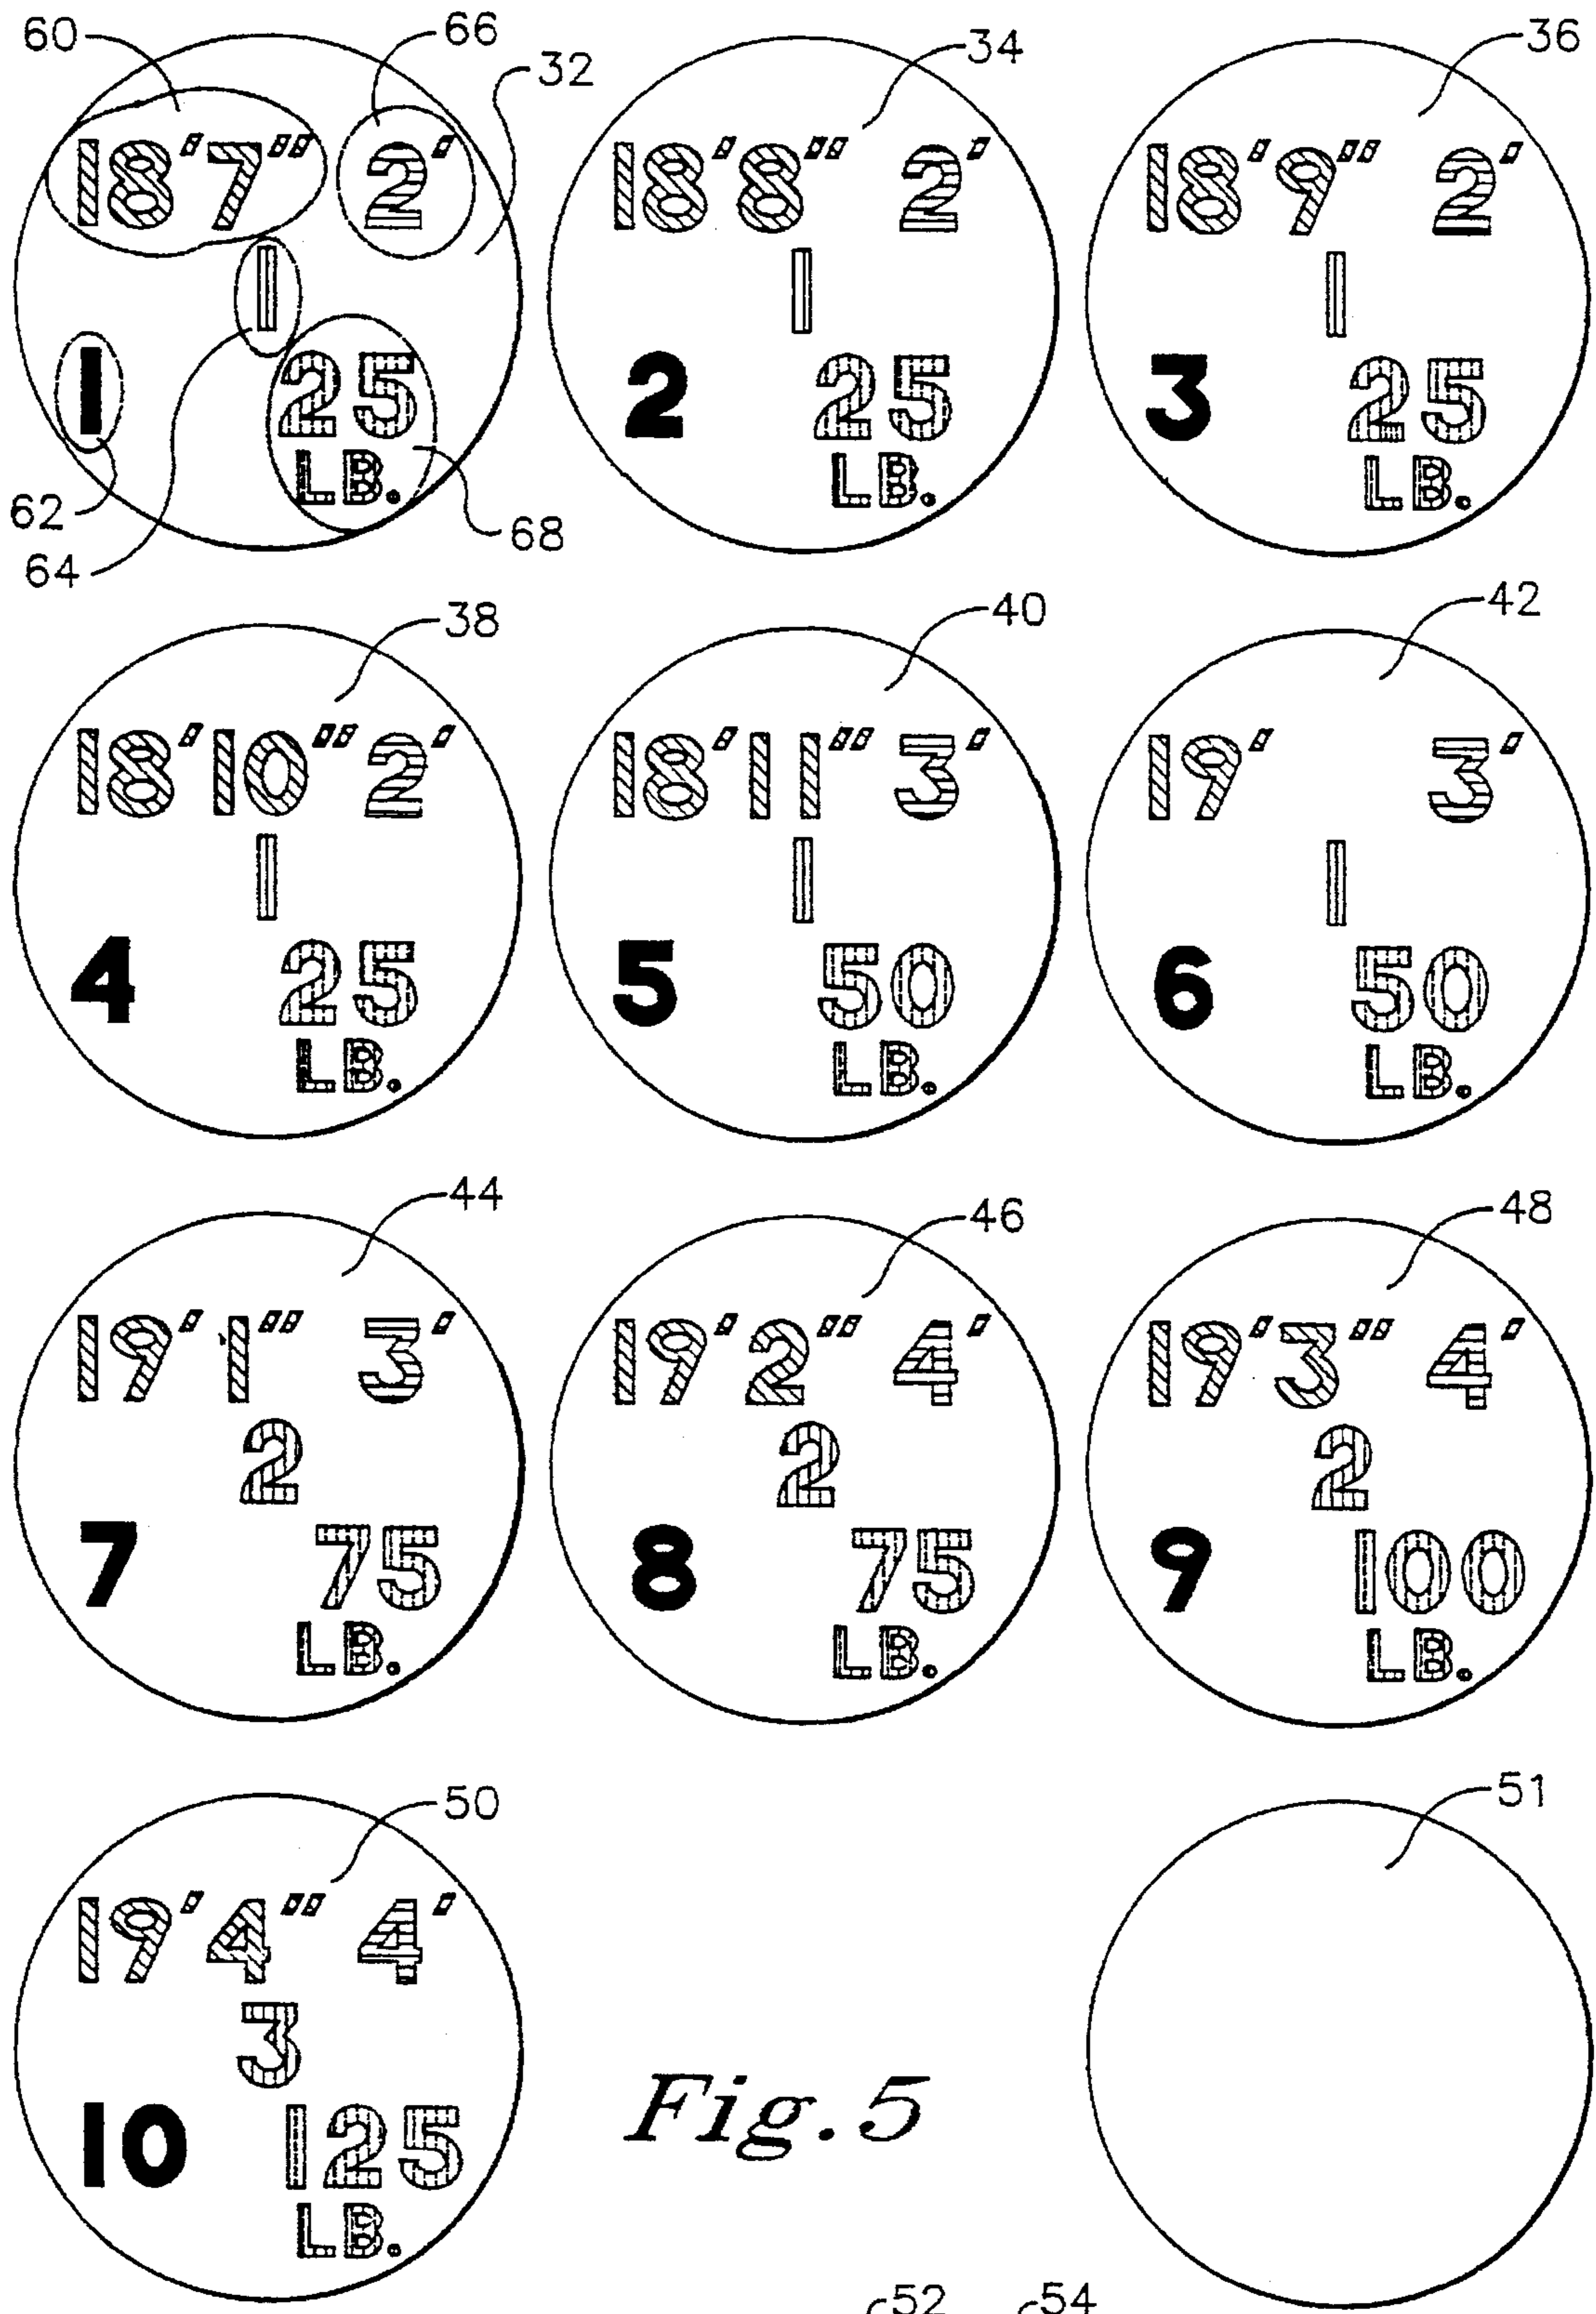 60 66 32 34 36
18'7" 2' 18'8" 2' 18'9" 2'
1 1 1
1 25 2 25 3 25
LB. LB. LB.
62 64 68
38 40 42
18'10" 2' 18'11" 3' 19' 3'
1 1 1
4 25 5 50 6 50
LB. LB. LB.
44 46 48
19'1" 3' 19'2" 4' 19'3" 4'
2 2 2
7 75 8 75 9 100
LB. LB. LB.
50 51
19'4" 4'
3
10 125
LB.
Fig. 5
52 54